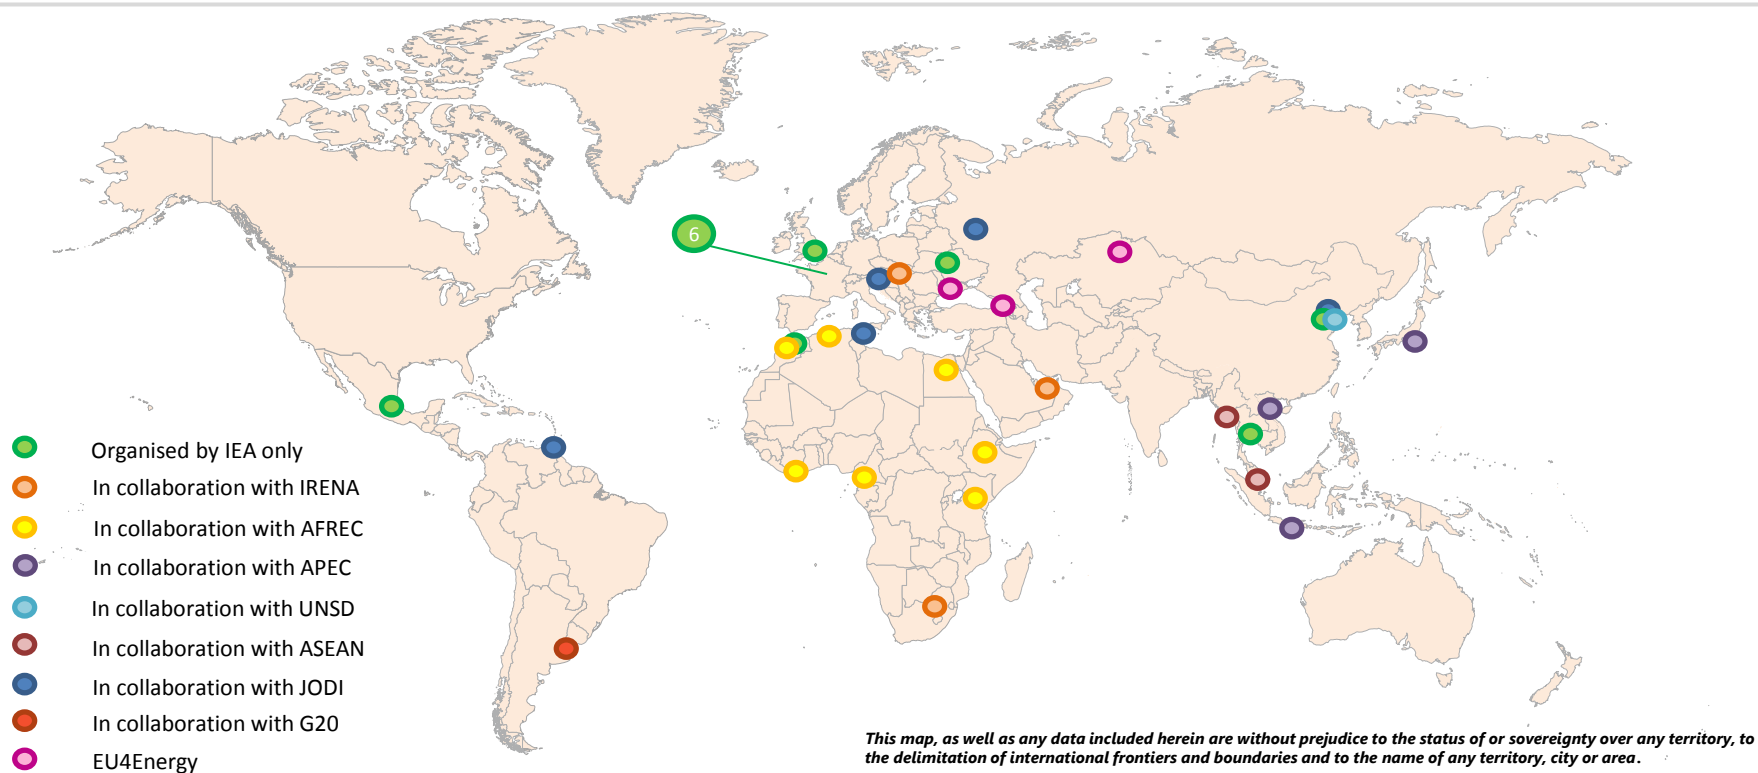 6
Organised by IEA only
In collaboration with IRENA
In collaboration with AFREC
In collaboration with APEC
In collaboration with UNSD
In collaboration with ASEAN
In collaboration with JODI
In collaboration with G20
EU4Energy
This map, as well as any data included herein are without prejudice to the status of or sovereignty over any territory, to
the delimitation of international frontiers and boundaries and to the name of any territory, city or area.